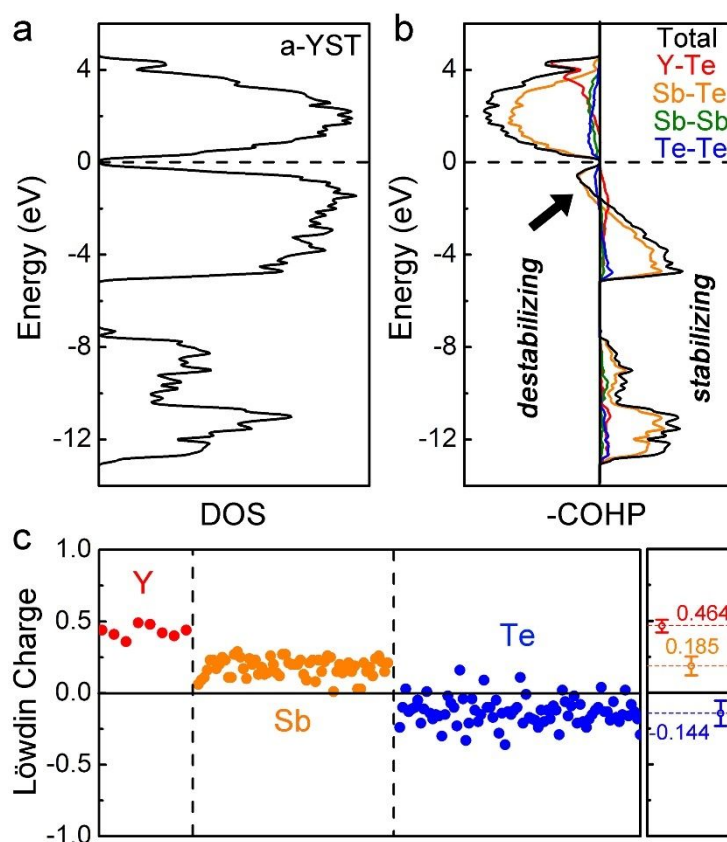 a
a-YST
4
0
-4
-8
-12
Energy (eV)
DOS
b
Total
Y-Te
Sb-Te
Sb-Sb
Te-Te
4
0
-4
-8
-12
Energy (eV)
destabilizing
stabilizing
-COHP
c
1.0
0.5
0.0
-0.5
-1.0
Löwdin Charge
Y
Sb
Te
0.464
0.185
-0.144